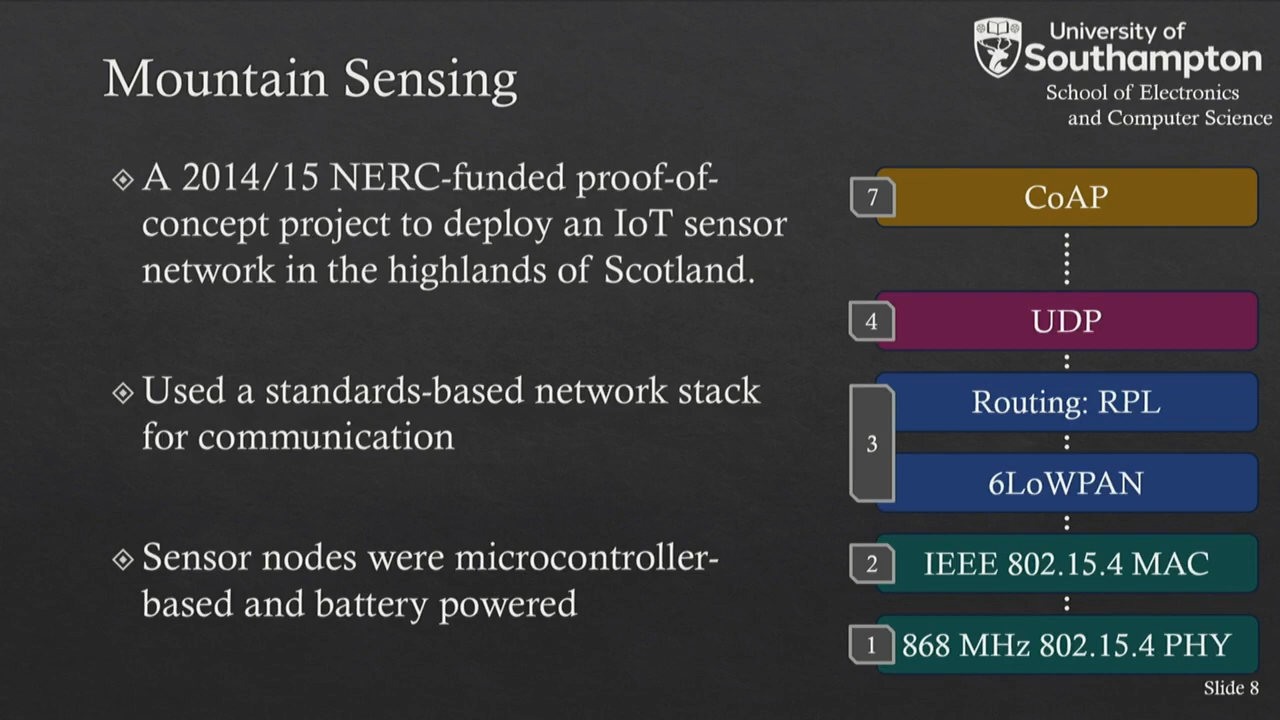 Mountain Sensing
University of
Southampton
School of Electronics
and Computer Science
A 2014/15 NERC-funded proof-of-
concept project to deploy an IoT sensor
network in the highlands of Scotland.
Used a standards-based network stack
for communication
Sensor nodes were microcontroller-
based and battery powered
7 CoAP
4 UDP
3
Routing: RPL
6LoWPAN
2 IEEE 802.15.4 MAC
1 868 MHz 802.15.4 PHY
Slide 8